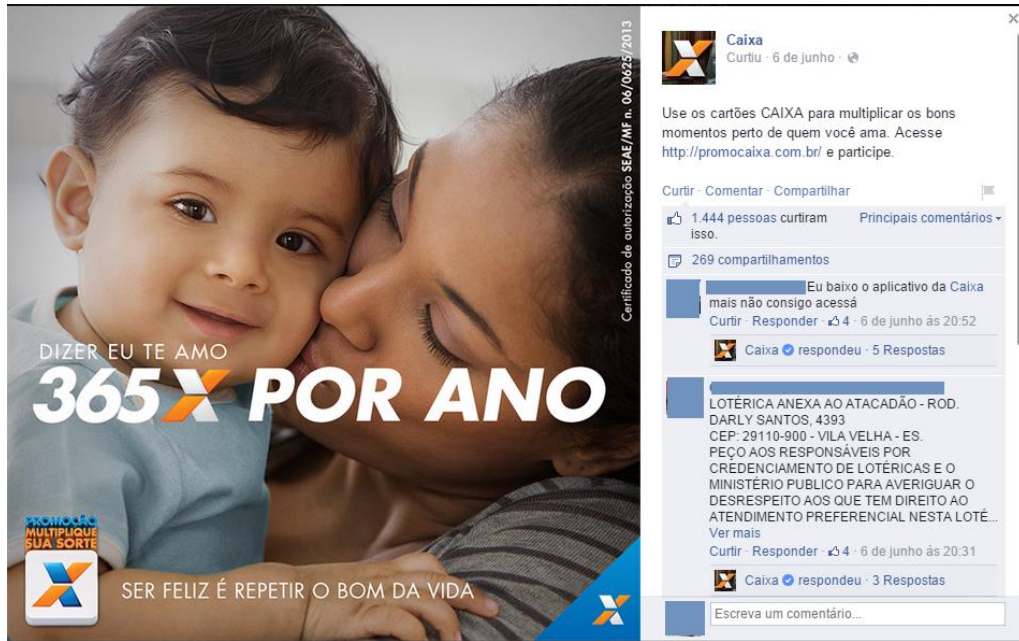 Certificado de autorização SEAE/MF n. 06/0625/2013
DIZER EU TE AMO
365X POR ANO
PROMOÇÃO
MULTIPLIQUE
SUA SORTE
SER FELIZ É REPETIR O BOM DA VIDA
Caixa
Curtiu · 6 de junho ·
Use os cartões CAIXA para multiplicar os bons
momentos perto de quem você ama. Acesse
http://promocaixa.com.br/ e participe.
Curtir · Comentar · Compartilhar
1.444 pessoas curtiram
isso.
Principais comentários
269 compartilhamentos
Eu baixo o aplicativo da Caixa
mais não consigo acessá
Curtir · Responder · 4 · 6 de junho às 20:52
Caixa respondeu · 5 Respostas
LOTÉRICA ANEXA AO ATACADÃO - ROD.
DARLY SANTOS, 4393
CEP: 29110-900 - VILA VELHA - ES.
PEÇO AOS RESPONSÁVEIS POR
CREDENCIAMENTO DE LOTÉRICAS E O
MINISTÉRIO PUBLICO PARA AVERIGUAR O
DESRESPEITO AOS QUE TEM DIREITO AO
ATENDIMENTO PREFERENCIAL NESTA LOTÉ...
Ver mais
Curtir · Responder · 4 · 6 de junho às 20:31
Caixa respondeu · 3 Respostas
Escreva um comentário...